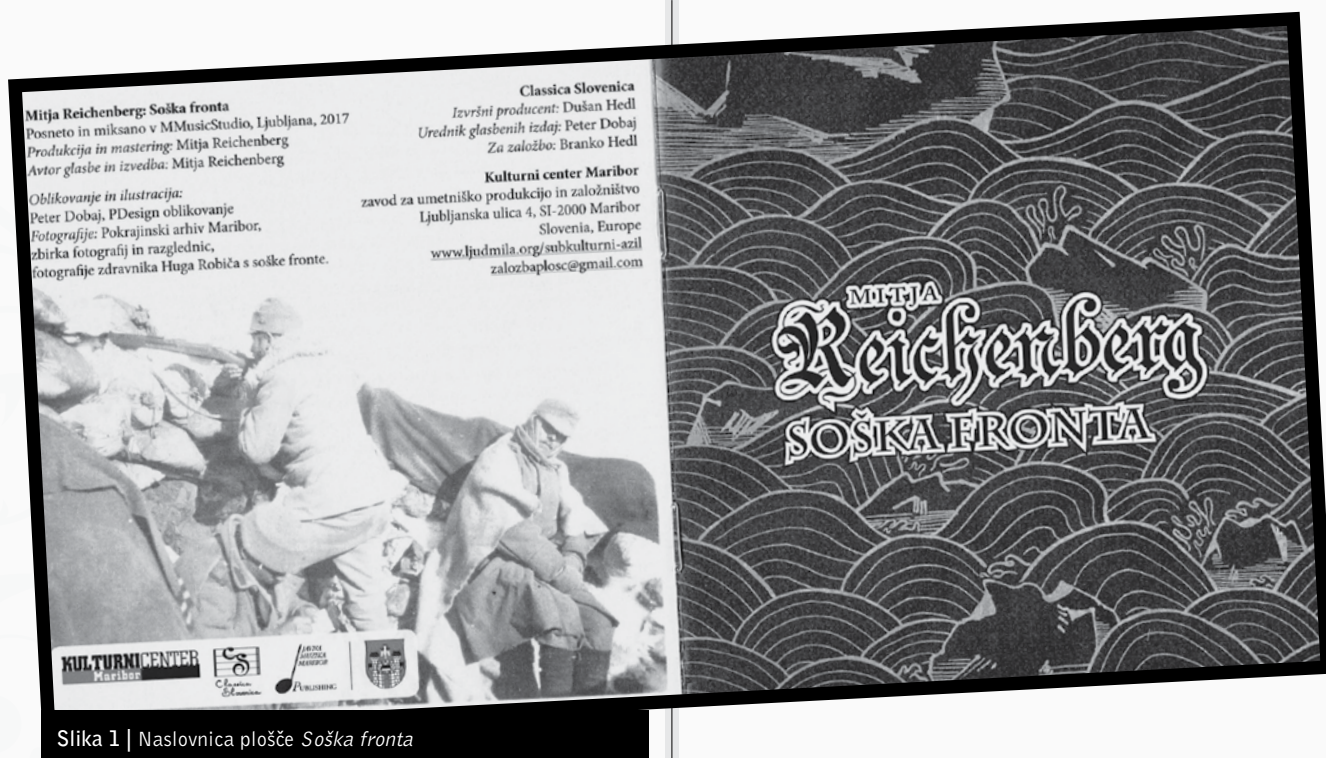 Mitja Reichenberg: Soška fronta
Posneto in miksano v MMusicStudio, Ljubljana, 2017
Produkcija in mastering: Mitja Reichenberg
Avtor glasbe in izvedba: Mitja Reichenberg
Oblikovanje in ilustracija:
Peter Dobaj, PDesign oblikovanje
Fotografije: Pokrajinski arhiv Maribor,
zbirka fotografij in razglednic,
fotografije zdravnika Huga Robiča s soške fronte.
Classica Slovenica
Izvršni producent: Dušan Hedl
Urednik glasbenih izdaj: Peter Dobaj
Za založbo: Branko Hedl
Kulturni center Maribor
zavod za umetniško produkcijo in založništvo
Ljubljanska ulica 4, SI-2000 Maribor
Slovenia, Europe
www.ljudmila.org/subkulturni-azil
zalozbaplosc@gmail.com
KULTURNICENTER
Maribor
CS
Classica
Slovenica
JAVNA
MUZIKA
MARIBOR
PUBLISHING
MITJA
Reichenberg
SOŠKA FRONTA
Slika 1 | Naslovnica plošče Soška fronta